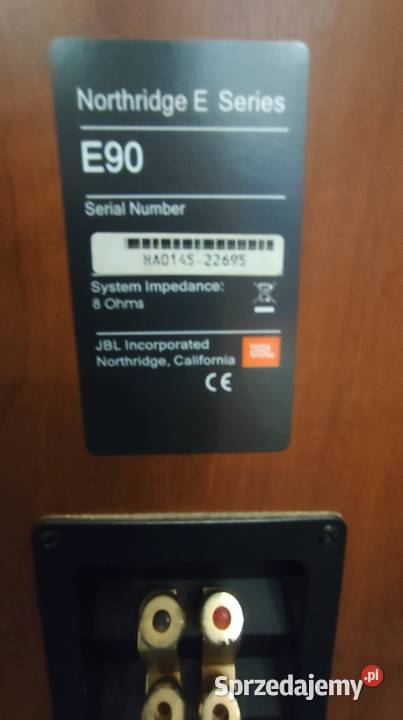 Northridge E Series
E90
Serial Number
HA0145-22695
System Impedance:
8 Ohms
JBL Incorporated
Northridge, California
JBL
CE
Sprzedajemy.pl